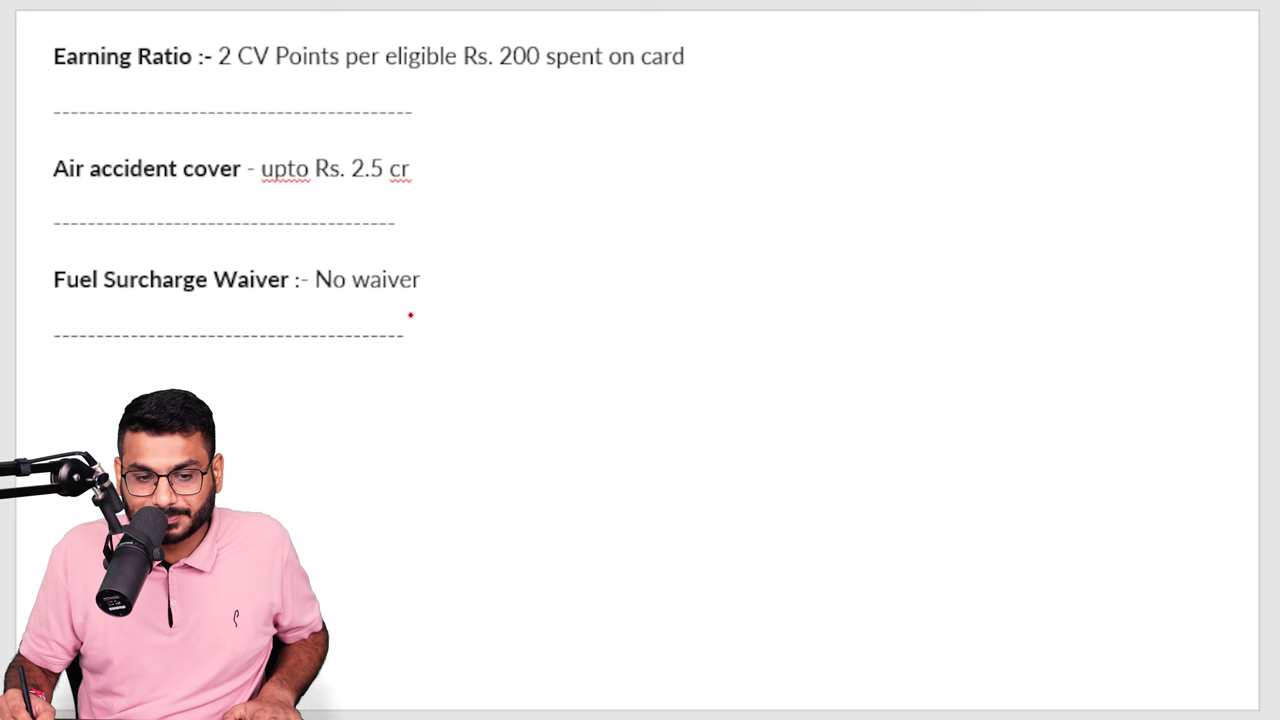 Earning Ratio :- 2 CV Points per eligible Rs. 200 spent on card
-----------------------------------------
Air accident cover - upto Rs. 2.5 cr
---------------------------------------
Fuel Surcharge Waiver :- No waiver
----------------------------------------